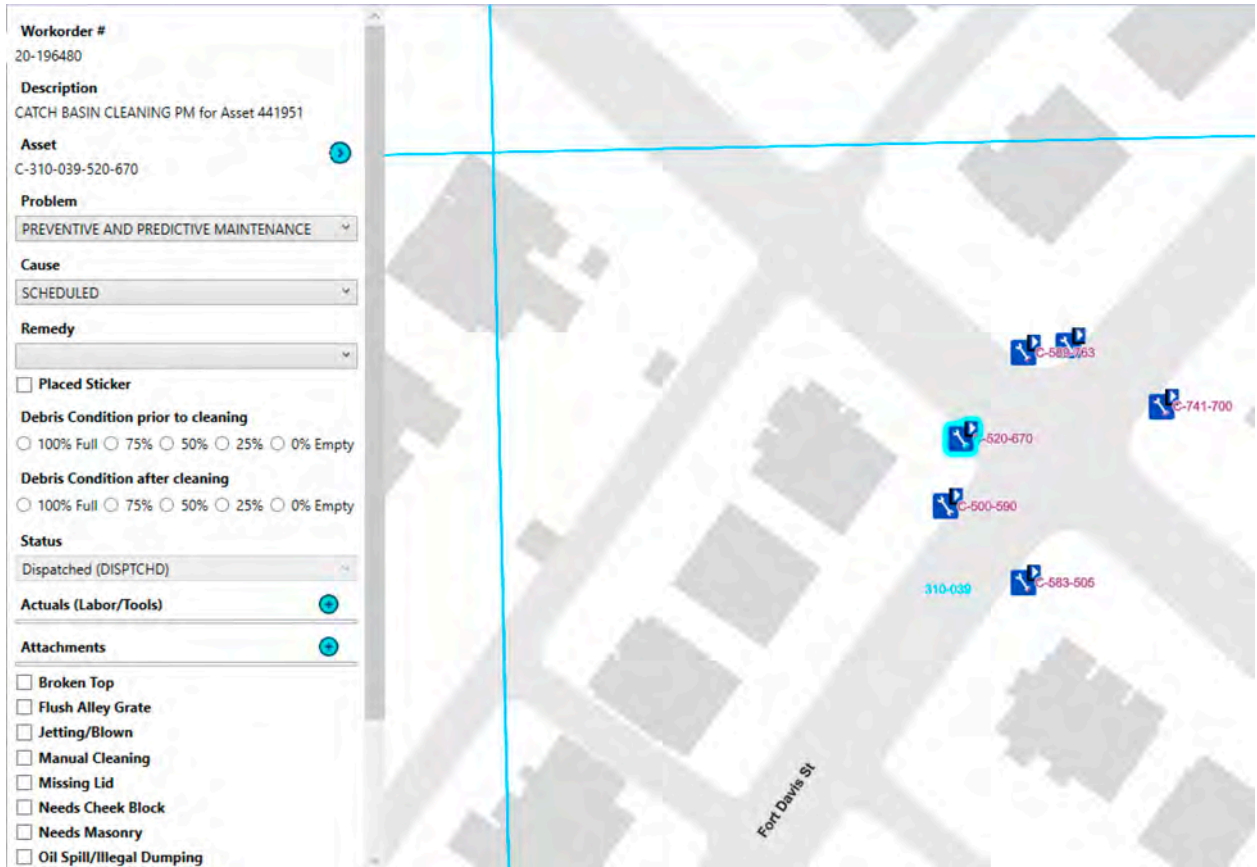 Workorder #
20-196480
Description
CATCH BASIN CLEANING PM for Asset 441951
Asset
C-310-039-520-670
Problem
PREVENTIVE AND PREDICTIVE MAINTENANCE
Cause
SCHEDULED
Remedy
Placed Sticker
Debris Condition prior to cleaning
100% Full 75% 50% 25% 0% Empty
Debris Condition after cleaning
100% Full 75% 50% 25% 0% Empty
Status
Dispatched (DISPTCHD)
Actuals (Labor/Tools)
Attachments
Broken Top
Flush Alley Grate
Jetting/Blown
Manual Cleaning
Missing Lid
Needs Cheek Block
Needs Masonry
Oil Spill/Illegal Dumping
C-741-700
-520-670
C-500-590
C-583-505
310-039
Fort Davis St